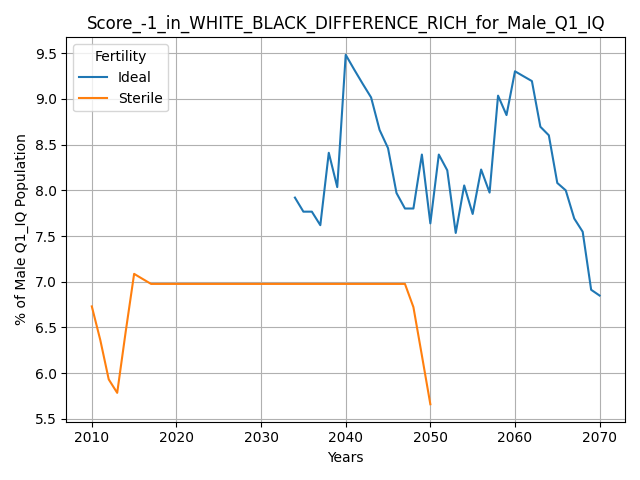 Score_-1_in_WHITE_BLACK_DIFFERENCE_RICH_for_Male_Q1_IQ
Fertility
Ideal
Sterile
% of Male Q1_IQ Population
9.5
9.0
8.5
8.0
7.5
7.0
6.5
6.0
5.5
2010 2020 2030 2040 2050 2060 2070
Years